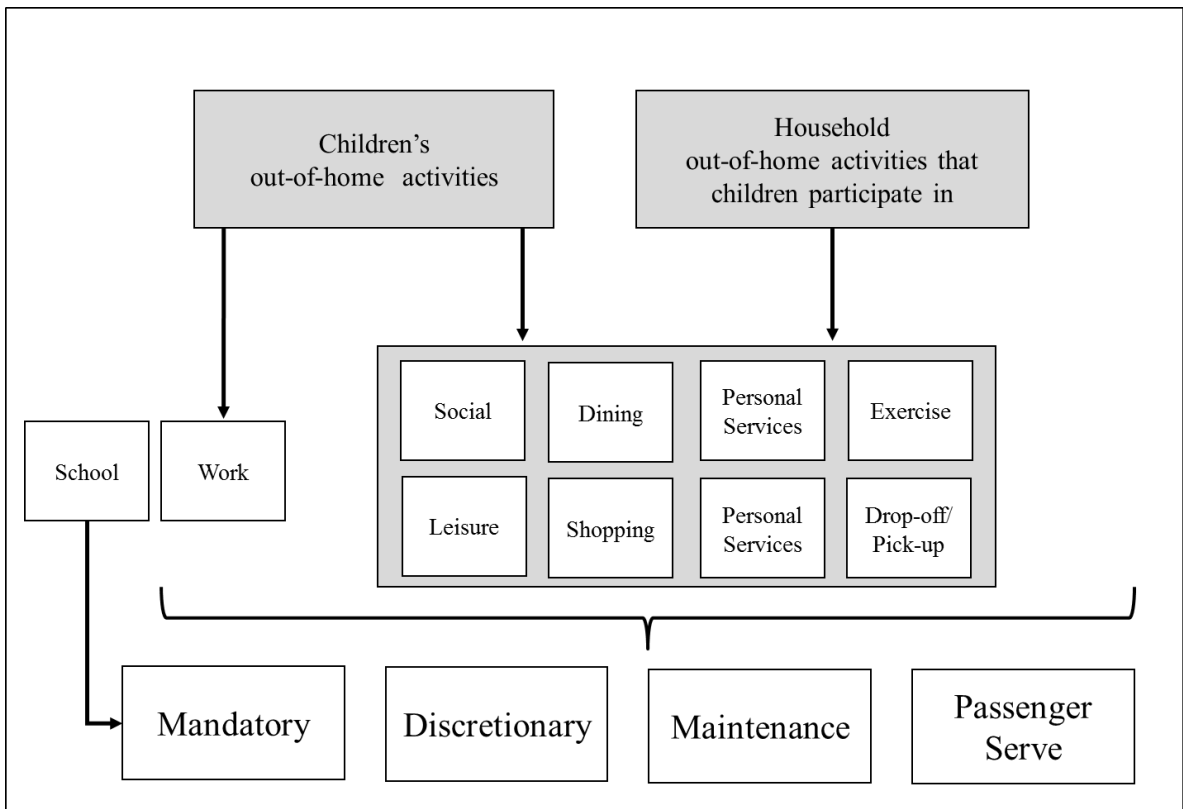 Children's
out-of-home activities
Household
out-of-home activities that
children participate in
Social
Dining
Personal
Services
Exercise
School
Work
Leisure
Shopping
Personal
Services
Drop-off/
Pick-up
Mandatory
Discretionary
Maintenance
Passenger
Serve